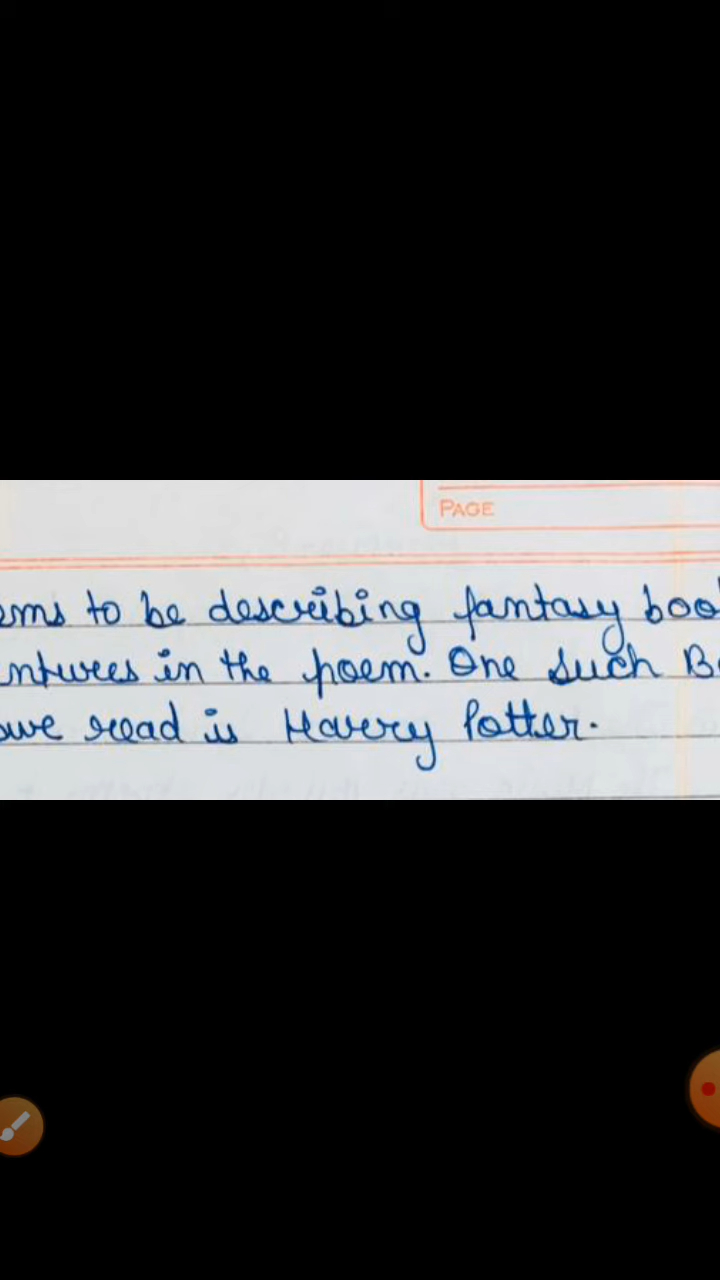 PAGE
ems to be describing fantasy boo
ntures in the poem. One such B
we read is Harry Potter.